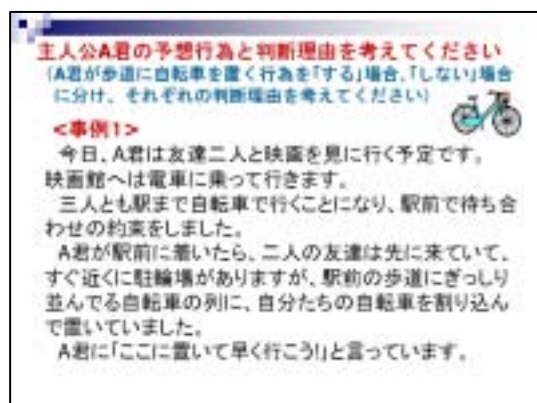 主人公A君の予想行為と判断理由を考えてください
(A君が歩道に自転車を置く行為を「する」場合、「しない」場合
に分け、それぞれの判断理由を考えてください)
<事例1>
今日、A君は友達二人と映画を見に行く予定です。
映画館へは電車に乗って行きます。
三人とも駅まで自転車で行くことになり、駅前で待ち合
わせの約束をしました。
A君が駅前に着いたら、二人の友達は先に来ていて、
すぐ近くに駐輪場がありますが、駅前の歩道にぎっしり
並んでる自転車の列に、自分たちの自転車を割り込ん
で置いていました。
A君に「ここに置いて早く行こう!」と言っています。